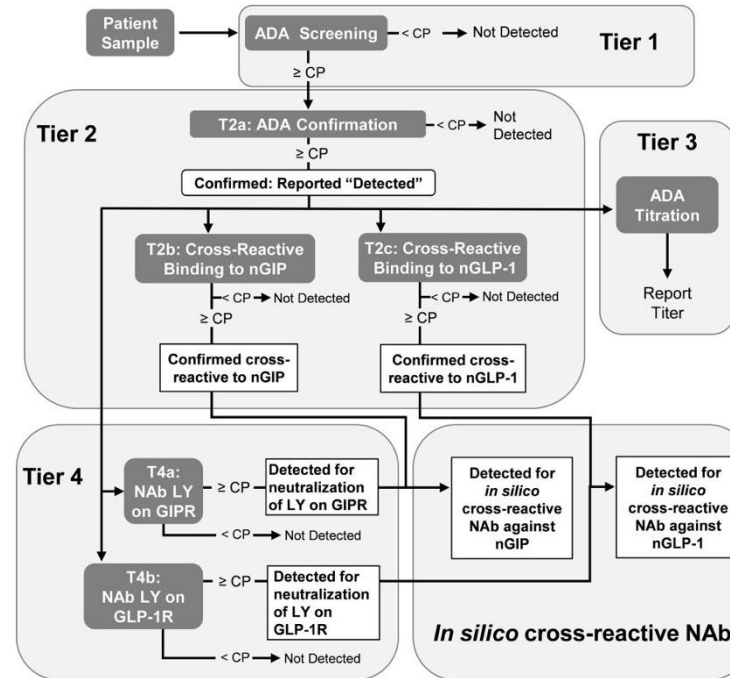 Patient
Sample
ADA Screening
< CP
Not Detected
Tier 1
≥ CP
Tier 2
T2a: ADA Confirmation
< CP
Not
Detected
≥ CP
Confirmed: Reported “Detected”
Tier 3
ADA
Titration
Report
Titer
T2b: Cross-Reactive
Binding to nGIP
< CP
Not Detected
≥ CP
Confirmed cross-
reactive to nGIP
T2c: Cross-Reactive
Binding to nGLP-1
< CP
Not Detected
≥ CP
Confirmed cross-
reactive to nGLP-1
Tier 4
T4a:
NAb LY
on GIPR
≥ CP
Detected for
neutralization
of LY on GIPR
< CP
Not Detected
T4b:
NAb LY on
GLP-1R
≥ CP
Detected for
neutralization
of LY on
GLP-1R
< CP
Not Detected
Detected for
in silico
cross-reactive
NAb against
nGIP
Detected for
in silico
cross-reactive
NAb against
nGLP-1
In silico cross-reactive NAb